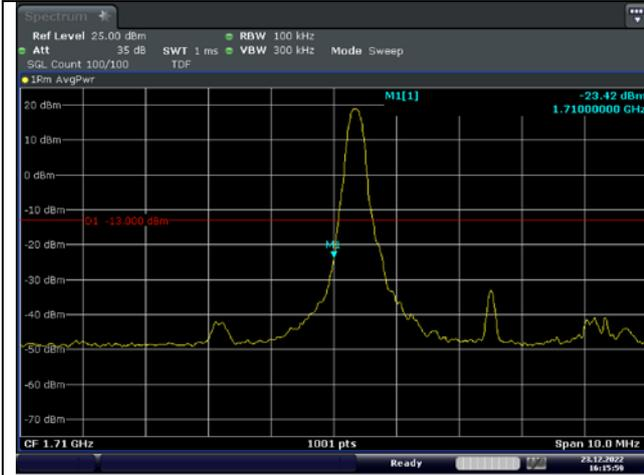 Spectrum
Ref Level 25.00 dBm RBW 100 kHz
Att 35 dB SWT 1 ms VBW 300 kHz Mode Sweep
SGL Count 100/100 TDF
1Rm AvgPwr
M1[1] -23.42 dBm
1.71000000 GHz
20 dBm
10 dBm
0 dBm
-10 dBm
D1 -13.000 dBm
-20 dBm
M1
-30 dBm
-40 dBm
-50 dBm
-60 dBm
-70 dBm
CF 1.71 GHz 1001 pts Span 10.0 MHz
Ready 23.12.2022
16:15:59